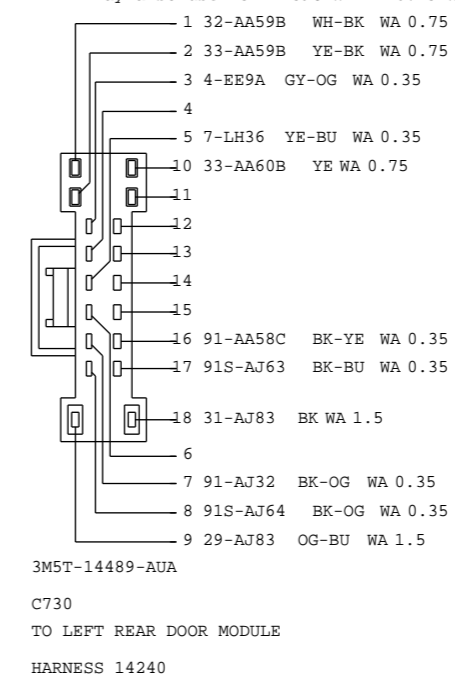 1 32-AA59B WH-BK WA 0.75
2 33-AA59B YE-BK WA 0.75
3 4-EE9A GY-OG WA 0.35
4
5 7-LH36 YE-BU WA 0.35
10 33-AA60B YE WA 0.75
11
12
13
14
15
16 91-AA58C BK-YE WA 0.35
17 91S-AJ63 BK-BU WA 0.35
18 31-AJ83 BK WA 1.5
6
7 91-AJ32 BK-OG WA 0.35
8 91S-AJ64 BK-OG WA 0.35
9 29-AJ83 OG-BU WA 1.5
3M5T-14489-AUA
C730
TO LEFT REAR DOOR MODULE
HARNESS 14240